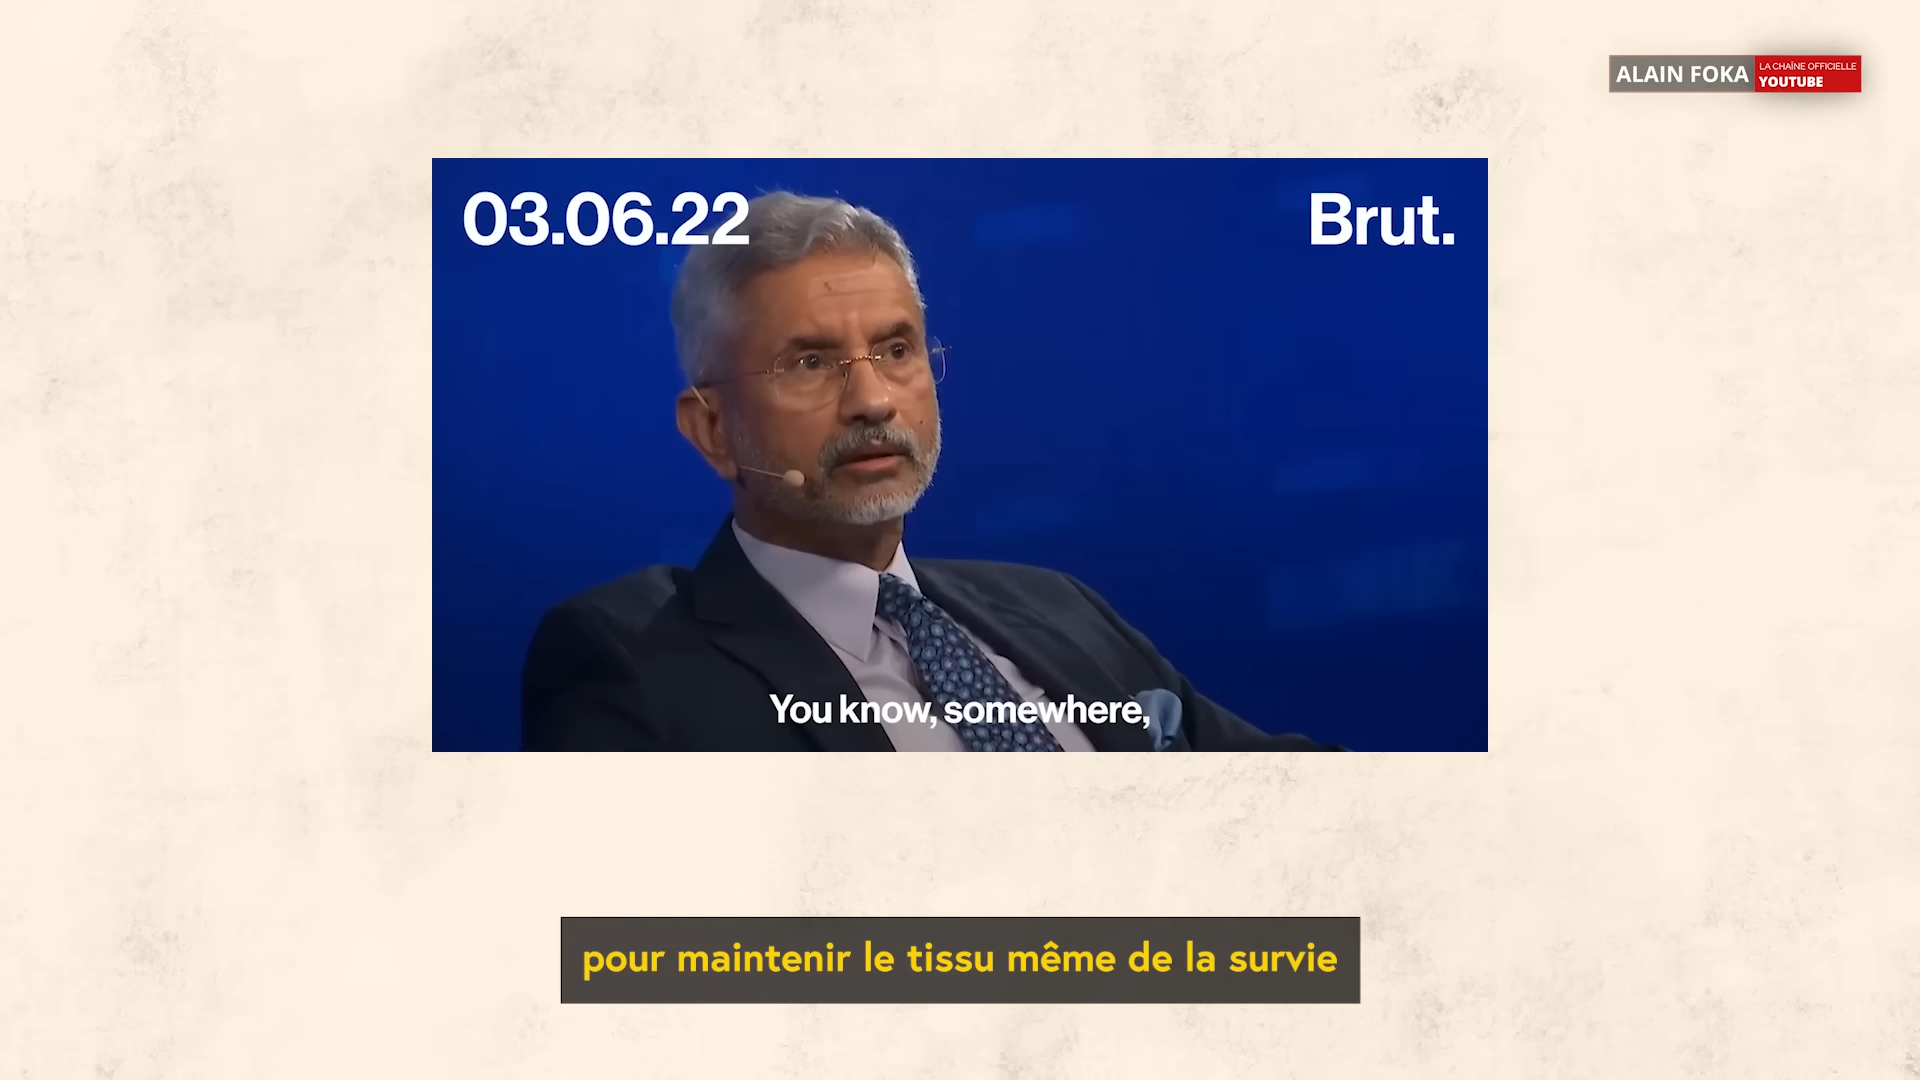 ALAIN FOKA
LA CHAÎNE OFFICIELLE
YOUTUBE
03.06.22
Brut.
You know, somewhere,
pour maintenir le tissu même de la survie